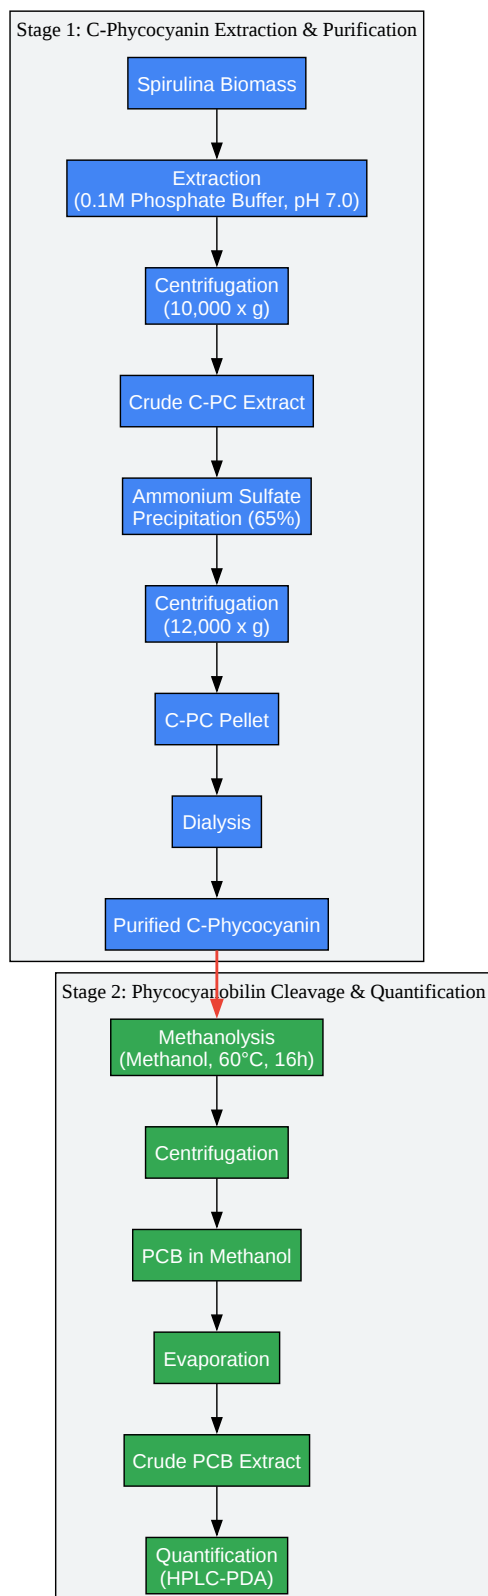 Stage 1: C-Phycocyanin Extraction & Purification
Spirulina Biomass
Extraction
(0.1M Phosphate Buffer, pH 7.0)
Centrifugation
(10,000 x g)
Crude C-PC Extract
Ammonium Sulfate
Precipitation (65%)
Centrifugation
(12,000 x g)
C-PC Pellet
Dialysis
Purified C-Phycocyanin
Stage 2: Phycocyanobilin Cleavage & Quantification
Methanolysis
(Methanol, 60°C, 16h)
Centrifugation
PCB in Methanol
Evaporation
Crude PCB Extract
Quantification
(HPLC-PDA)